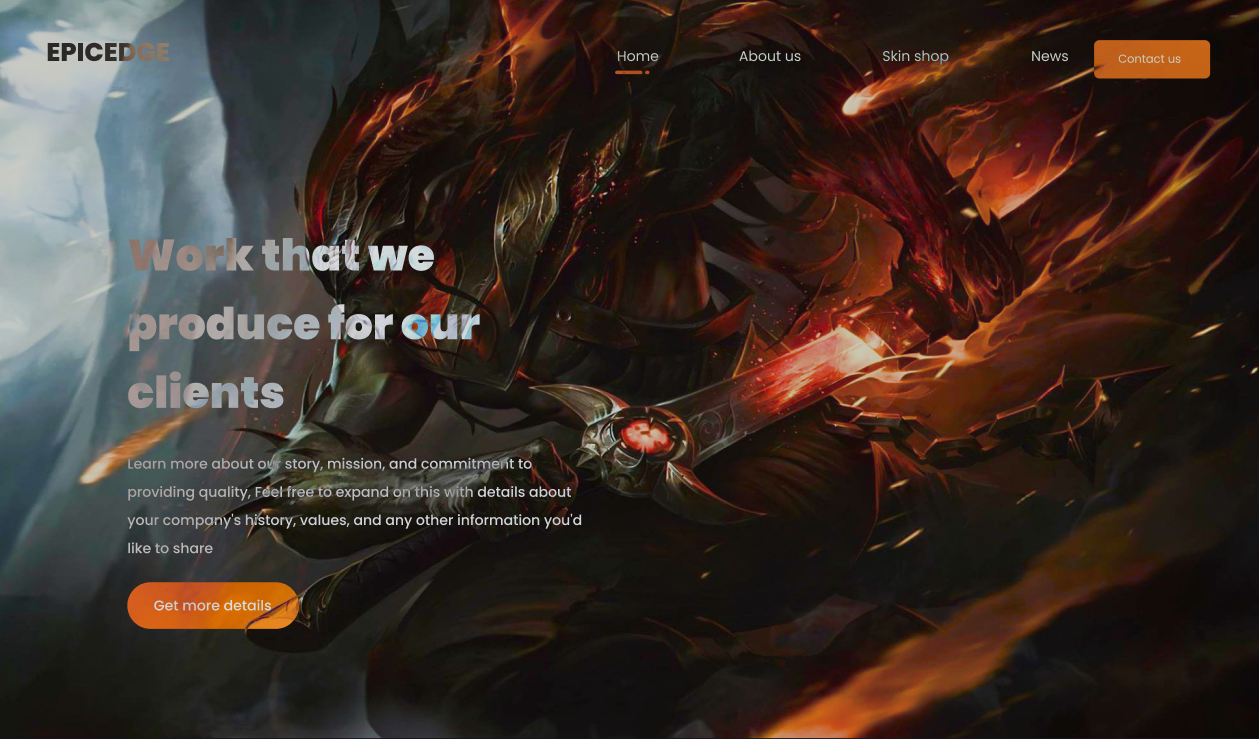 EPICEDGE
Home About us Skin shop News Contact us
Work that we
produce for our
clients
Learn more about our story, mission, and commitment to
providing quality, Feel free to expand on this with details about
your company's history, values, and any other information you'd
like to share
Get more details